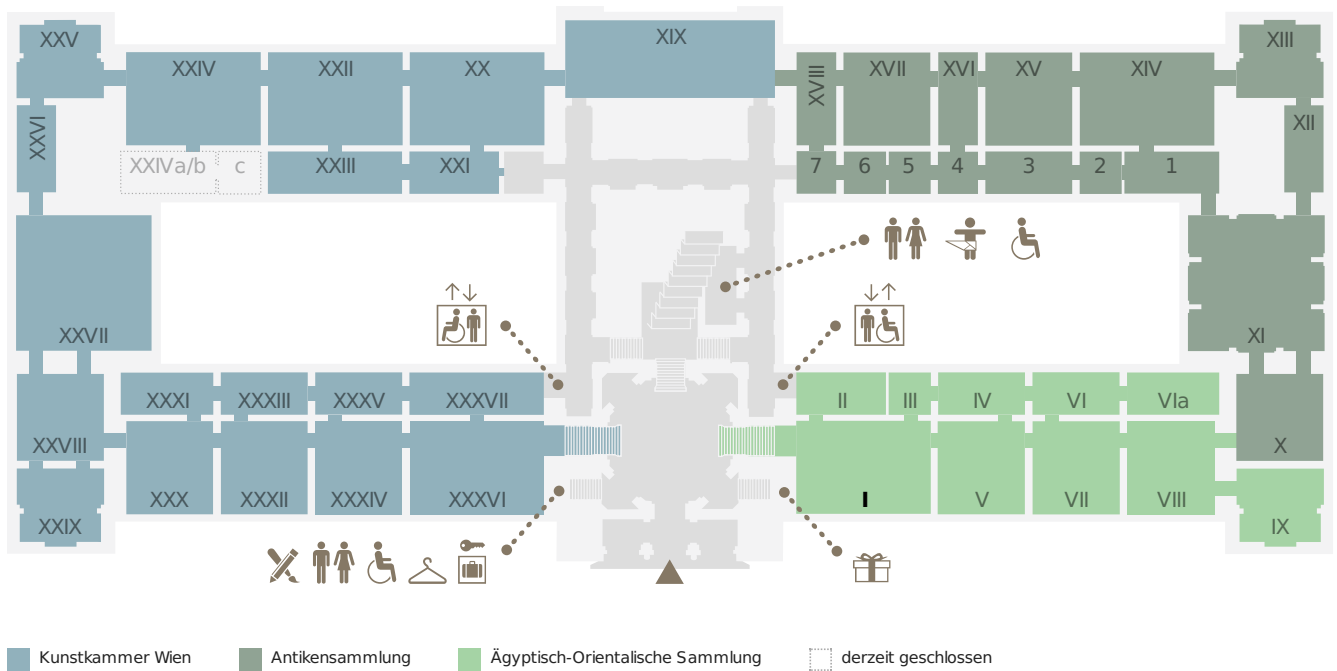 XXV
XXIV
XXII
XX
XIX
XVIII
XVII
XVI
XV
XIV
XIII
XXVI
XII
XXIVa/b
c
XXIII
XXI
7
6
5
4
3
2
1
XXVII
XI
XXXI
XXXIII
XXXV
XXXVII
II
III
IV
VI
VIa
XXVIII
X
XXX
XXXII
XXXIV
XXXVI
I
V
VII
VIII
XXIX
IX
Kunstkammer Wien
Antikensammlung
Ägyptisch-Orientalische Sammlung
derzeit geschlossen